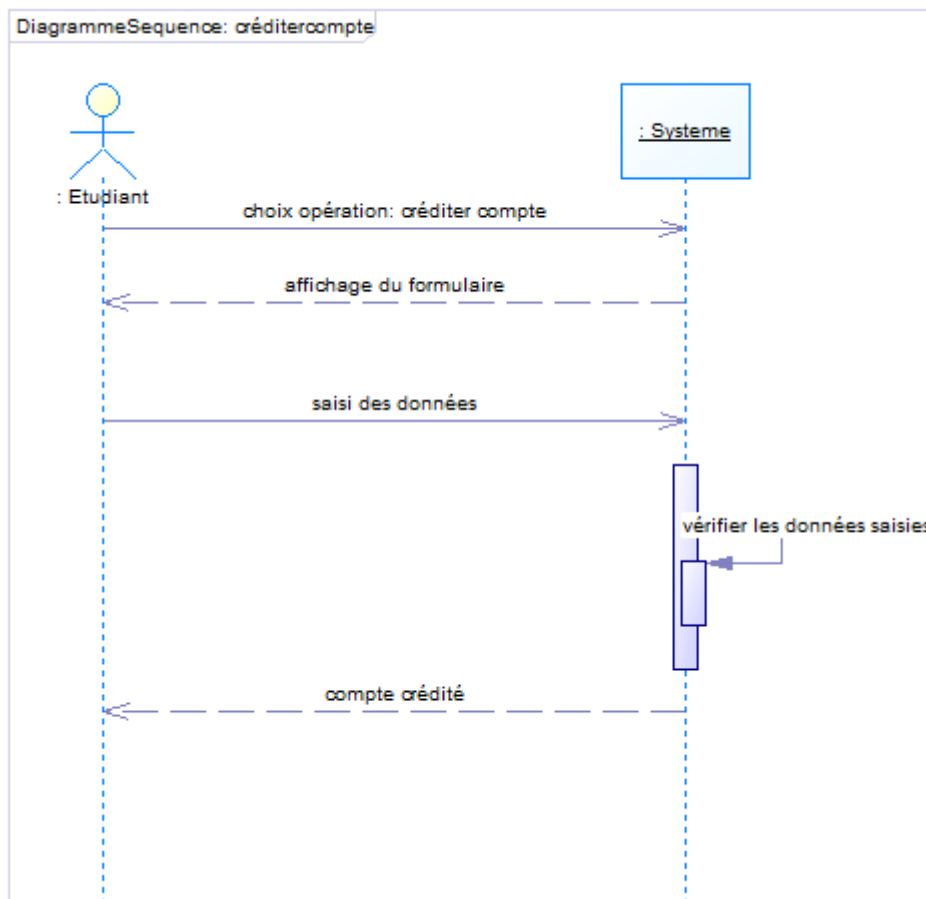 DiagrammeSequence: créditercompte
: Systeme
: Etudiant
choix opération: créditer compte
affichage du formulaire
saisi des données
vérifier les données saisies
compte crédité